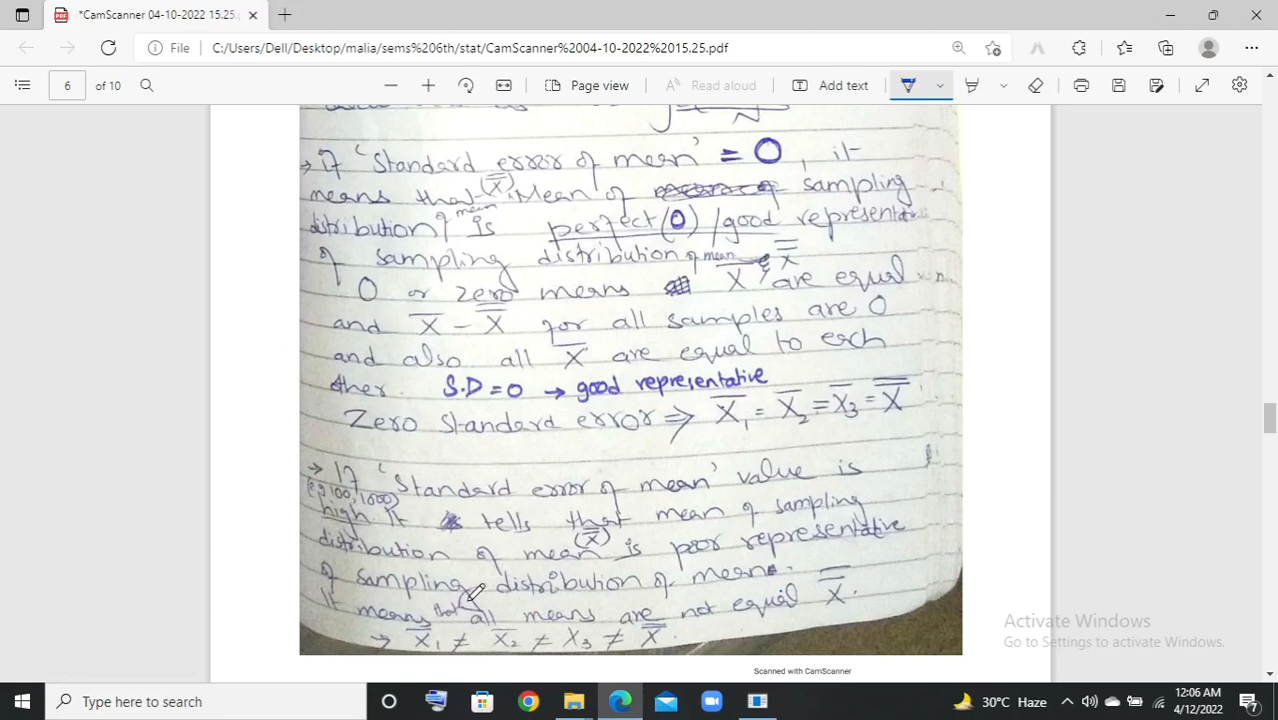 *CamScanner 04-10-2022 15.25.
File C:/Users/Dell/Desktop/malia/sems%206th/stat/CamScanner%2004-10-2022%2015.25.pdf
6 of 10 Page view Read aloud Add text
→ If 'Standard error of mean' = 0, it
means that (X̿) Mean of sampling
distribution of mean is perfect (0) / good representat
of sampling distribution of mean
0 or zero means X̅ & X̿ are equal
and X̅ - X̿ for all samples are 0
and also all X̅ are equal to each
other. S.D = 0 → good representative
Zero Standard error ⇒ X̅₁ = X̅₂ = X̅₃ = X̿
→ If 'Standard error of mean' value is
(eg 100, 1000)
high it tells that mean of sampling
distribution of mean (X̿) is poor representative
of sampling distribution of mean.
It means that all means are not equal X̿.
→ X̅₁ ≠ X̅₂ ≠ X̅₃ ≠ X̿.
Scanned with CamScanner
Activate Windows
Go to Settings to activate Windows.
Type here to search
30°C Haze
12:06 AM
4/12/2022
7